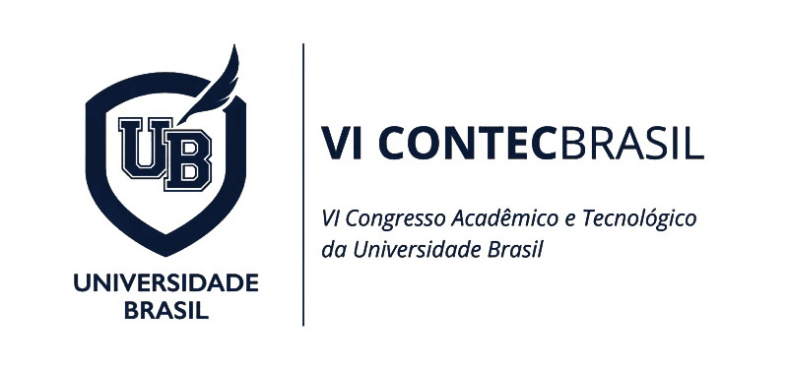 UB
UNIVERSIDADE
BRASIL
VI CONTECBRASIL
VI Congresso Acadêmico e Tecnológico
da Universidade Brasil